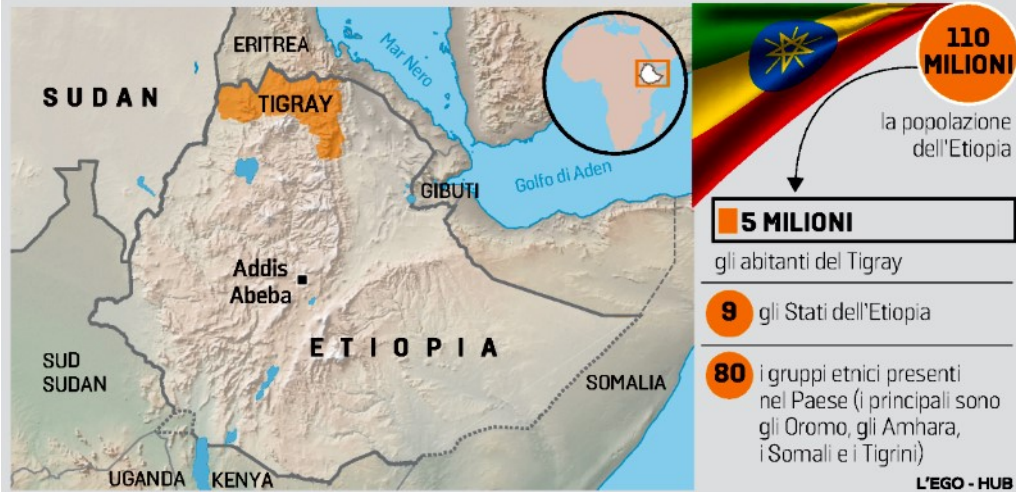 ERITREA
Mar Nero
SUDAN
TIGRAY
GIBUTI
Golfo di Aden
Addis
Abeba
ETIOPIA
SUD
SUDAN
SOMALIA
UGANDA
KENYA
110
MILIONI
la popolazione
dell'Etiopia
5 MILIONI
gli abitanti del Tigray
9 gli Stati dell'Etiopia
80 i gruppi etnici presenti
nel Paese (i principali sono
gli Oromo, gli Amhara,
i Somali e i Tigrini)
L'EGO - HUB